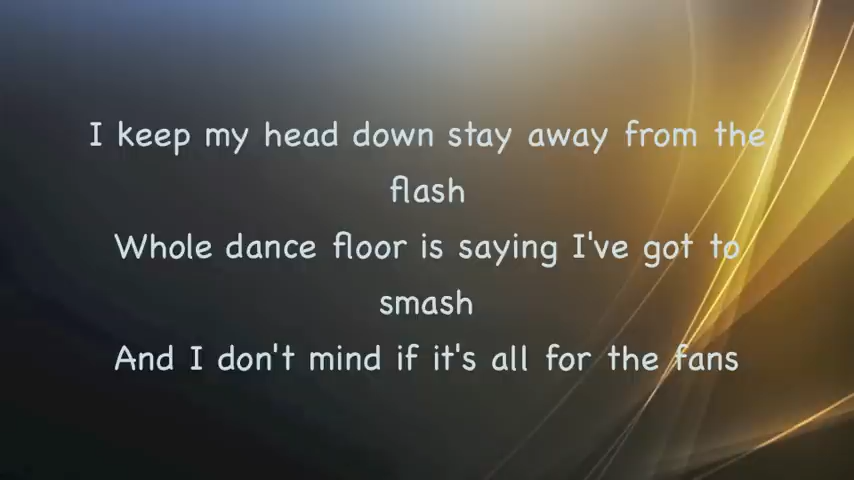 I keep my head down stay away from the
flash
Whole dance floor is saying I've got to
smash
And I don't mind if it's all for the fans